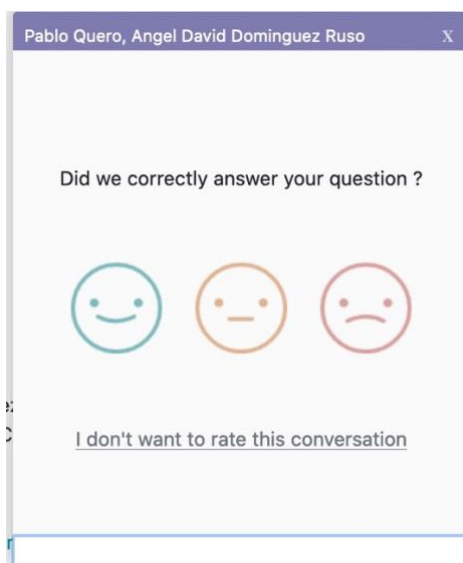 Pablo Quero, Angel David Dominguez Ruso X
Did we correctly answer your question ?
I don't want to rate this conversation